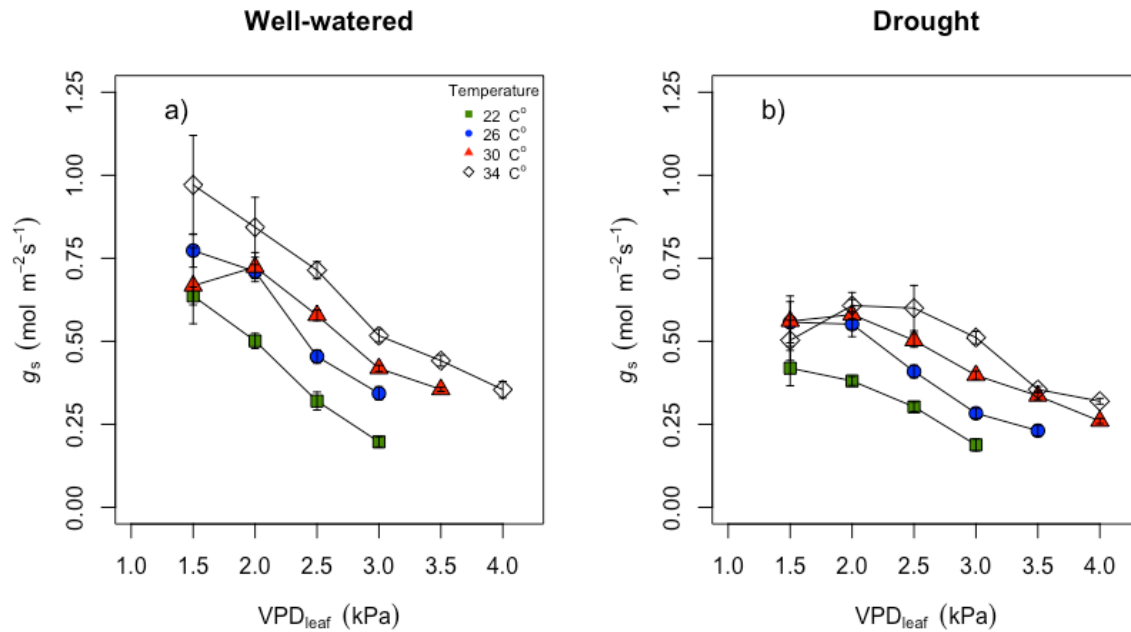 Well-watered
Drought
a)
Temperature
22 C°
26 C°
30 C°
34 C°
b)
1.25
1.00
0.75
0.50
0.25
0.00
gs (mol m−2s−1)
1.0 1.5 2.0 2.5 3.0 3.5 4.0
VPDleaf (kPa)
1.25
1.00
0.75
0.50
0.25
0.00
gs (mol m−2s−1)
1.0 1.5 2.0 2.5 3.0 3.5 4.0
VPDleaf (kPa)